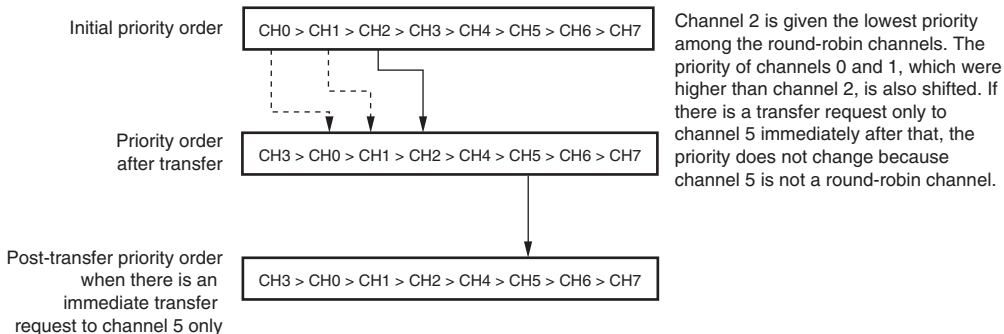 Initial priority order
CH0 > CH1 > CH2 > CH3 > CH4 > CH5 > CH6 > CH7
Channel 2 is given the lowest priority
among the round-robin channels. The
priority of channels 0 and 1, which were
higher than channel 2, is also shifted. If
there is a transfer request only to
channel 5 immediately after that, the
priority does not change because
channel 5 is not a round-robin channel.
Priority order
after transfer
CH3 > CH0 > CH1 > CH2 > CH4 > CH5 > CH6 > CH7
Post-transfer priority order
when there is an
immediate transfer
request to channel 5 only
CH3 > CH0 > CH1 > CH2 > CH4 > CH5 > CH6 > CH7